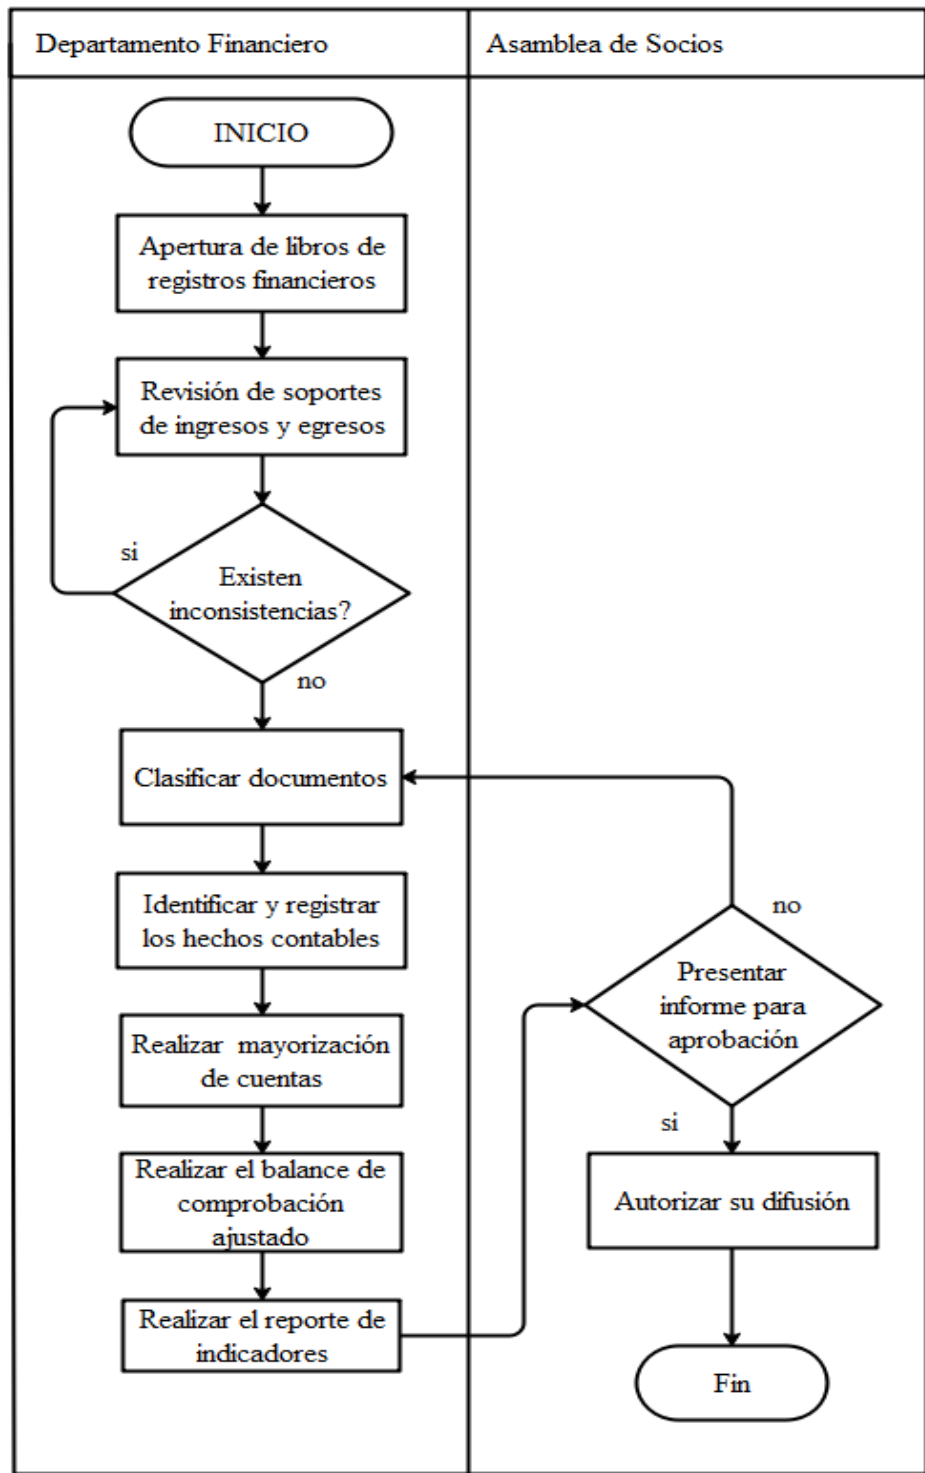 Departamento Financiero
Asamblea de Socios
INICIO
Apertura de libros de
registros financieros
Revisión de soportes
de ingresos y egresos
si
Existen
inconsistencias?
no
Clasificar documentos
Identificar y registrar
los hechos contables
Realizar mayorización
de cuentas
Realizar el balance de
comprobación
ajustado
Realizar el reporte de
indicadores
no
Presentar
informe para
aprobación
si
Autorizar su difusión
Fin